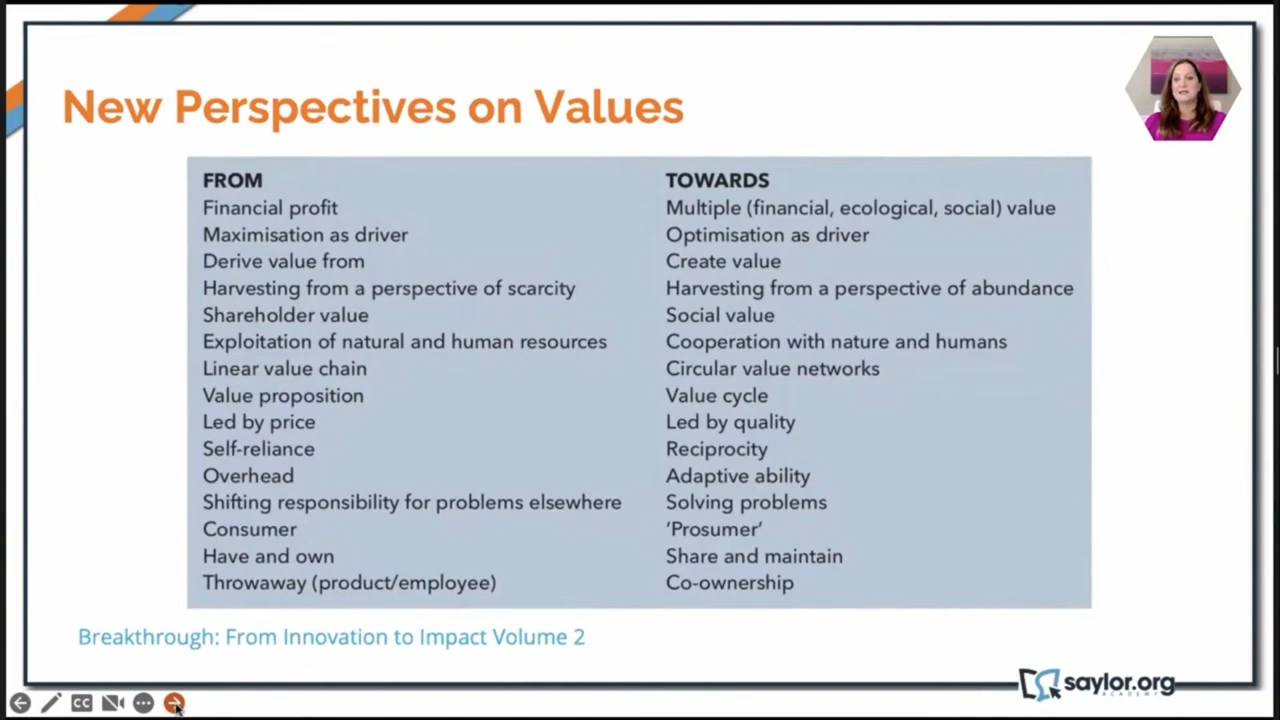 New Perspectives on Values
FROM
Financial profit
Maximisation as driver
Derive value from
Harvesting from a perspective of scarcity
Shareholder value
Exploitation of natural and human resources
Linear value chain
Value proposition
Led by price
Self-reliance
Overhead
Shifting responsibility for problems elsewhere
Consumer
Have and own
Throwaway (product/employee)
TOWARDS
Multiple (financial, ecological, social) value
Optimisation as driver
Create value
Harvesting from a perspective of abundance
Social value
Cooperation with nature and humans
Circular value networks
Value cycle
Led by quality
Reciprocity
Adaptive ability
Solving problems
‘Prosumer’
Share and maintain
Co-ownership
Breakthrough: From Innovation to Impact Volume 2
CC
saylor.org
ACADEMY